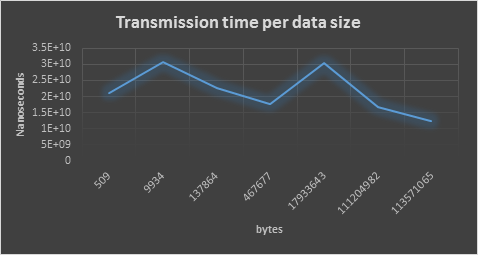 Transmission time per data size
3.5E+10
3E+10
2.5E+10
2E+10
1.5E+10
1E+10
5E+09
0
Nanoseconds
509
9934
137864
467677
17933643
111204982
113571065
bytes